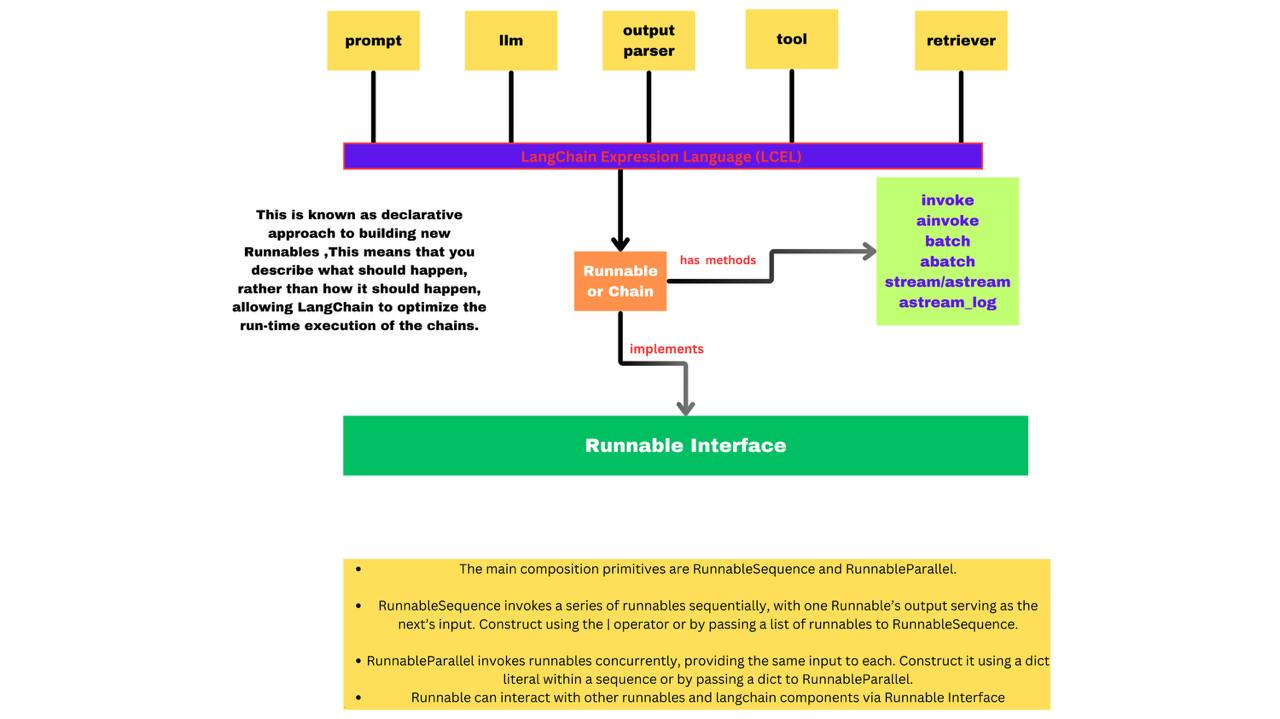 prompt
llm
output
parser
tool
retriever
LangChain Expression Language (LCEL)
This is known as declarative
approach to building new
Runnables ,This means that you
describe what should happen,
rather than how it should happen,
allowing LangChain to optimize the
run-time execution of the chains.
Runnable
or Chain
has methods
invoke
ainvoke
batch
abatch
stream/astream
astream_log
implements
Runnable Interface
• The main composition primitives are RunnableSequence and RunnableParallel.
• RunnableSequence invokes a series of runnables sequentially, with one Runnable’s output serving as the
next’s input. Construct using the | operator or by passing a list of runnables to RunnableSequence.
• RunnableParallel invokes runnables concurrently, providing the same input to each. Construct it using a dict
literal within a sequence or by passing a dict to RunnableParallel.
• Runnable can interact with other runnables and langchain components via Runnable Interface